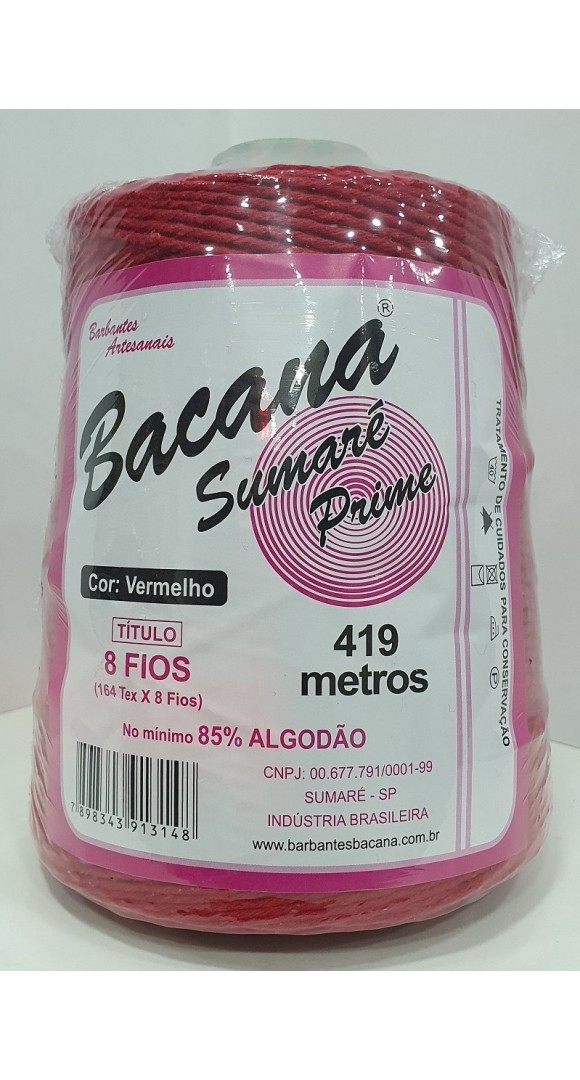 Barbantes
Artesanais
Bacana®
Sumaré
Prime
Cor: Vermelho
TÍTULO
8 FIOS
(164 Tex X 8 Fios)
419
metros
No mínimo 85% ALGODÃO
CNPJ: 00.677.791/0001-99
SUMARÉ - SP
INDÚSTRIA BRASILEIRA
www.barbantesbacana.com.br
7 898343 913148
TRATAMENTO DE CUIDADOS PARA CONSERVAÇÃO
40
P